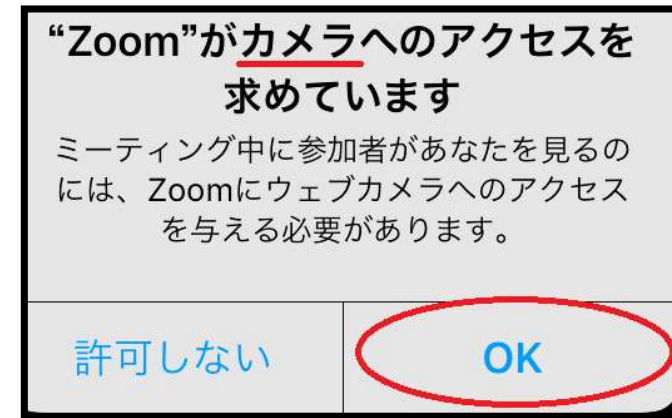 “Zoom”がカメラへのアクセスを
求めています
ミーティング中に参加者があなたを見るの
には、Zoomにウェブカメラへのアクセス
を与える必要があります。
許可しない
OK